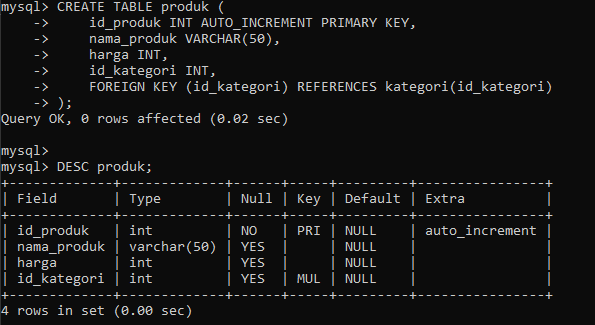 mysql> CREATE TABLE produk (
    ->     id_produk INT AUTO_INCREMENT PRIMARY KEY,
    ->     nama_produk VARCHAR(50),
    ->     harga INT,
    ->     id_kategori INT,
    ->     FOREIGN KEY (id_kategori) REFERENCES kategori(id_kategori)
    -> );
Query OK, 0 rows affected (0.02 sec)

mysql>
mysql> DESC produk;
+-------------+-------------+------+-----+---------+----------------+
| Field       | Type        | Null | Key | Default | Extra          |
+-------------+-------------+------+-----+---------+----------------+
| id_produk   | int         | NO   | PRI | NULL    | auto_increment |
| nama_produk | varchar(50) | YES  |     | NULL    |                |
| harga       | int         | YES  |     | NULL    |                |
| id_kategori | int         | YES  | MUL | NULL    |                |
+-------------+-------------+------+-----+---------+----------------+
4 rows in set (0.00 sec)